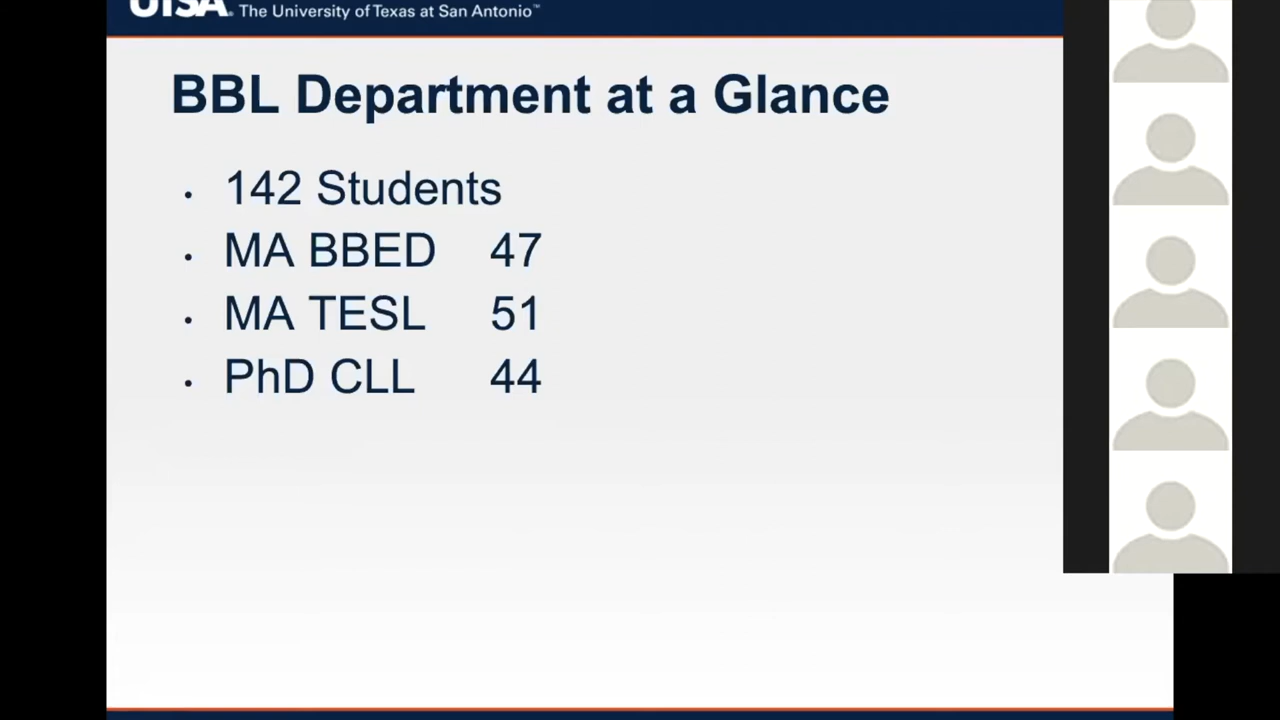 UTSA. The University of Texas at San Antonio™
BBL Department at a Glance
• 142 Students
• MA BBED 47
• MA TESL 51
• PhD CLL 44